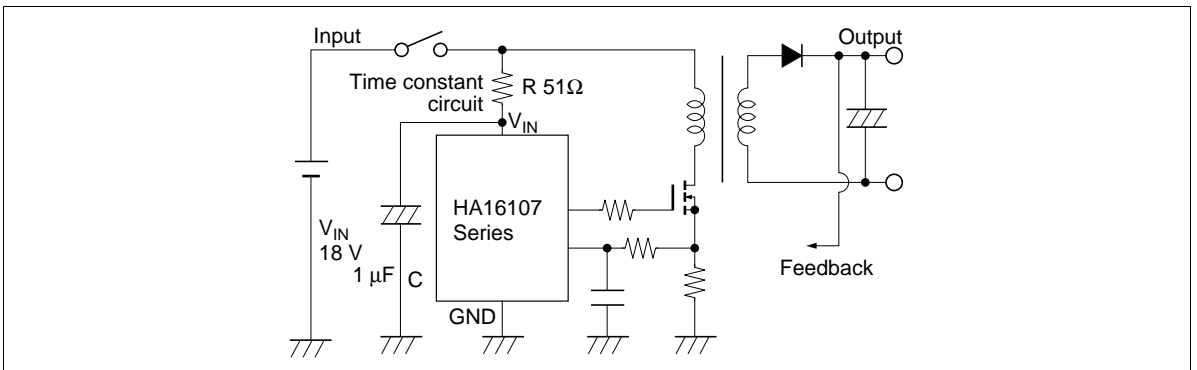 Input
Output
Time constant
circuit
R 51Ω
VIN
HA16107
Series
VIN
18 V
1 μF
C
GND
Feedback